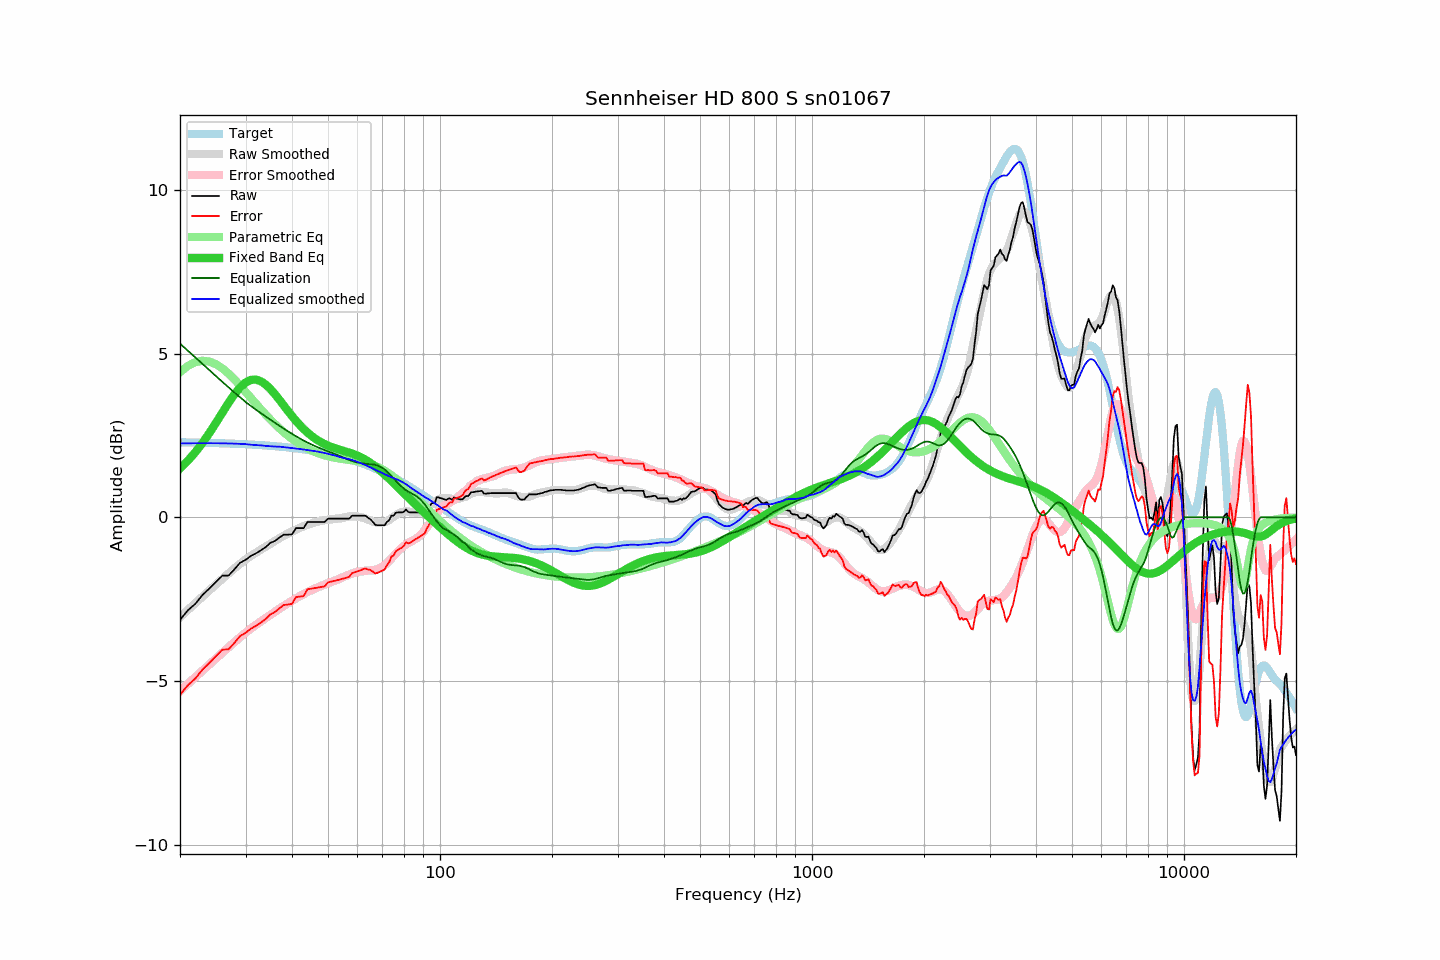 Sennheiser HD 800 S sn01067
Target
Raw Smoothed
Error Smoothed
Raw
Error
Parametric Eq
Fixed Band Eq
Equalization
Equalized smoothed
10
5
0
−5
−10
Amplitude (dBr)
100
1000
10000
Frequency (Hz)